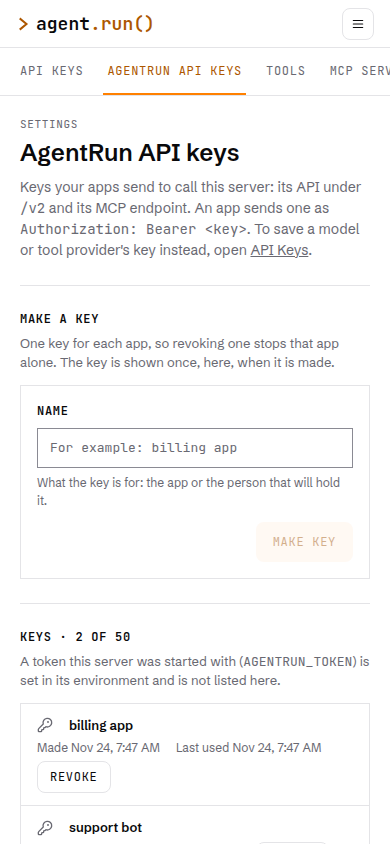 agent.run()
API KEYS
AGENTRUN API KEYS
TOOLS
MCP SERV
SETTINGS
AgentRun API keys
Keys your apps send to call this server: its API under
/v2 and its MCP endpoint. An app sends one as
Authorization: Bearer <key>. To save a model
or tool provider's key instead, open API Keys.
MAKE A KEY
One key for each app, so revoking one stops that app
alone. The key is shown once, here, when it is made.
NAME
For example: billing app
What the key is for: the app or the person that will hold
it.
MAKE KEY
KEYS · 2 OF 50
A token this server was started with (AGENTRUN_TOKEN) is
set in its environment and is not listed here.
billing app
Made Nov 24, 7:47 AM
Last used Nov 24, 7:47 AM
REVOKE
support bot